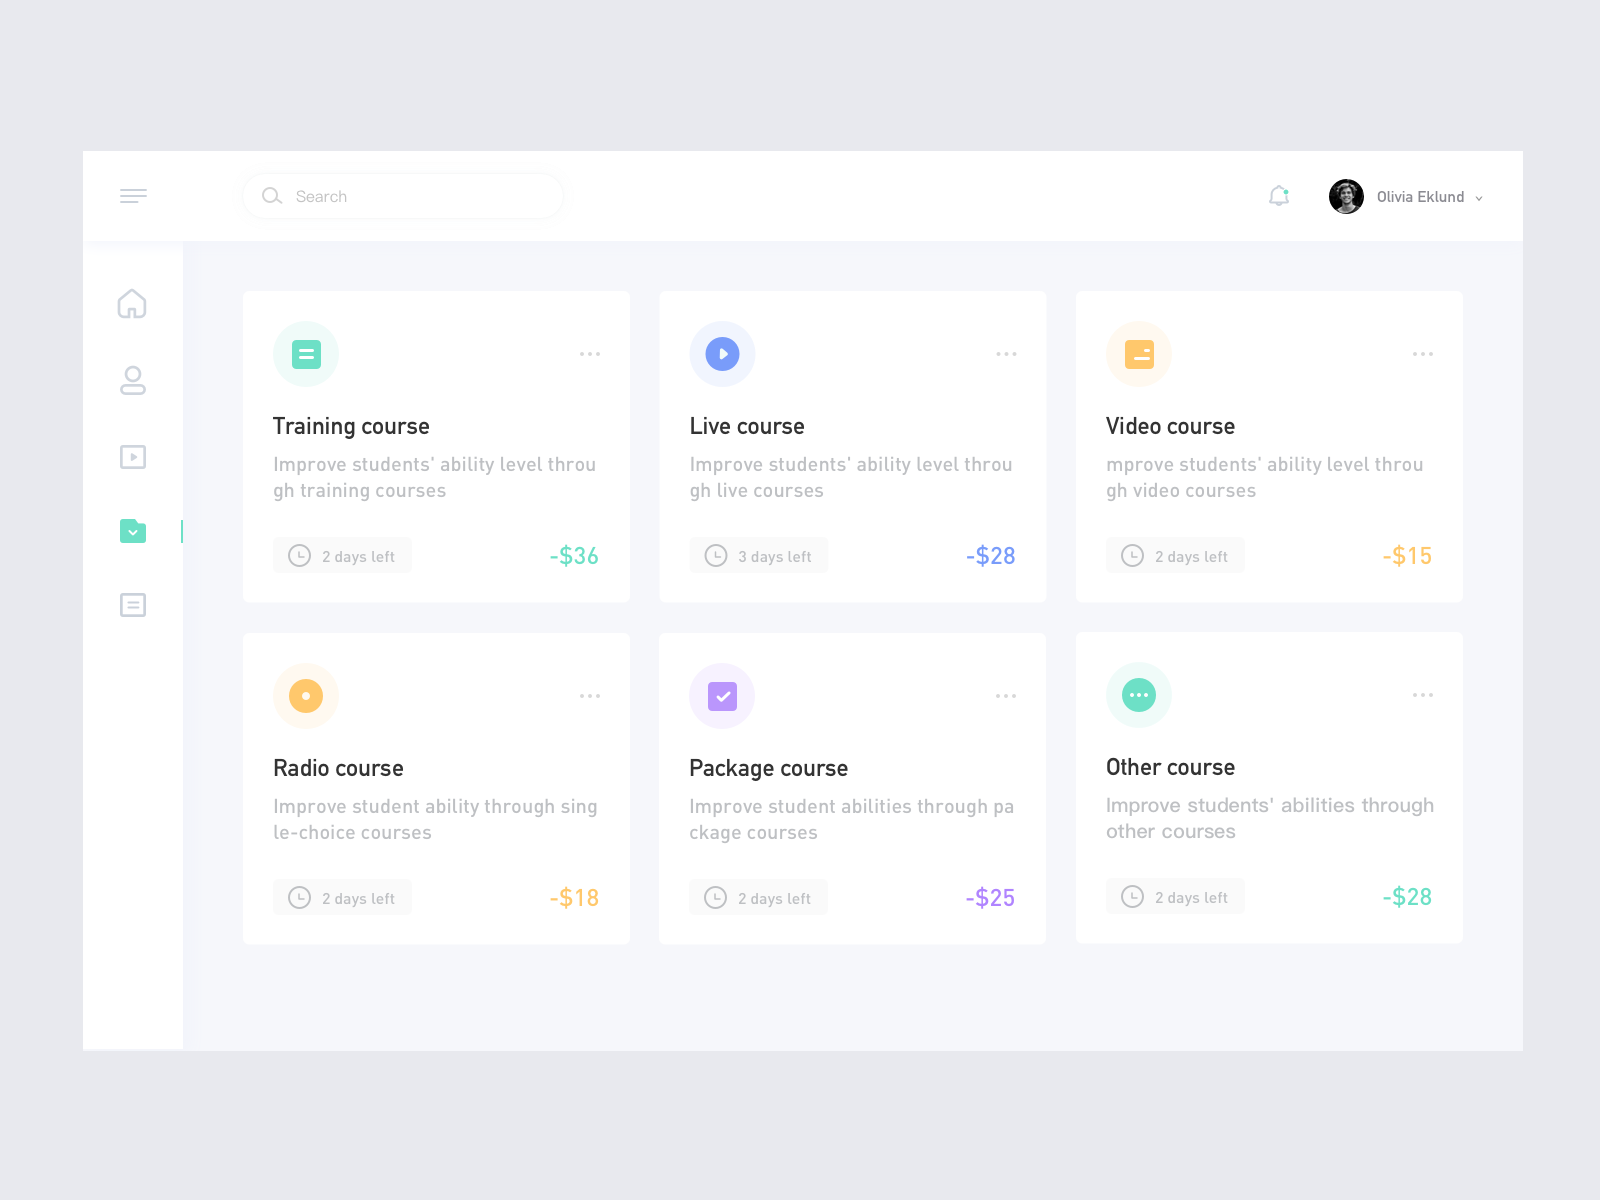 Search
Olivia Eklund
Training course
Improve students' ability level throu
gh training courses
2 days left
-$36
Live course
Improve students' ability level throu
gh live courses
3 days left
-$28
Video course
mprove students' ability level throu
gh video courses
2 days left
-$15
Radio course
Improve student ability through sing
le-choice courses
2 days left
-$18
Package course
Improve student abilities through pa
ckage courses
2 days left
-$25
Other course
Improve students' abilities through
other courses
2 days left
-$28